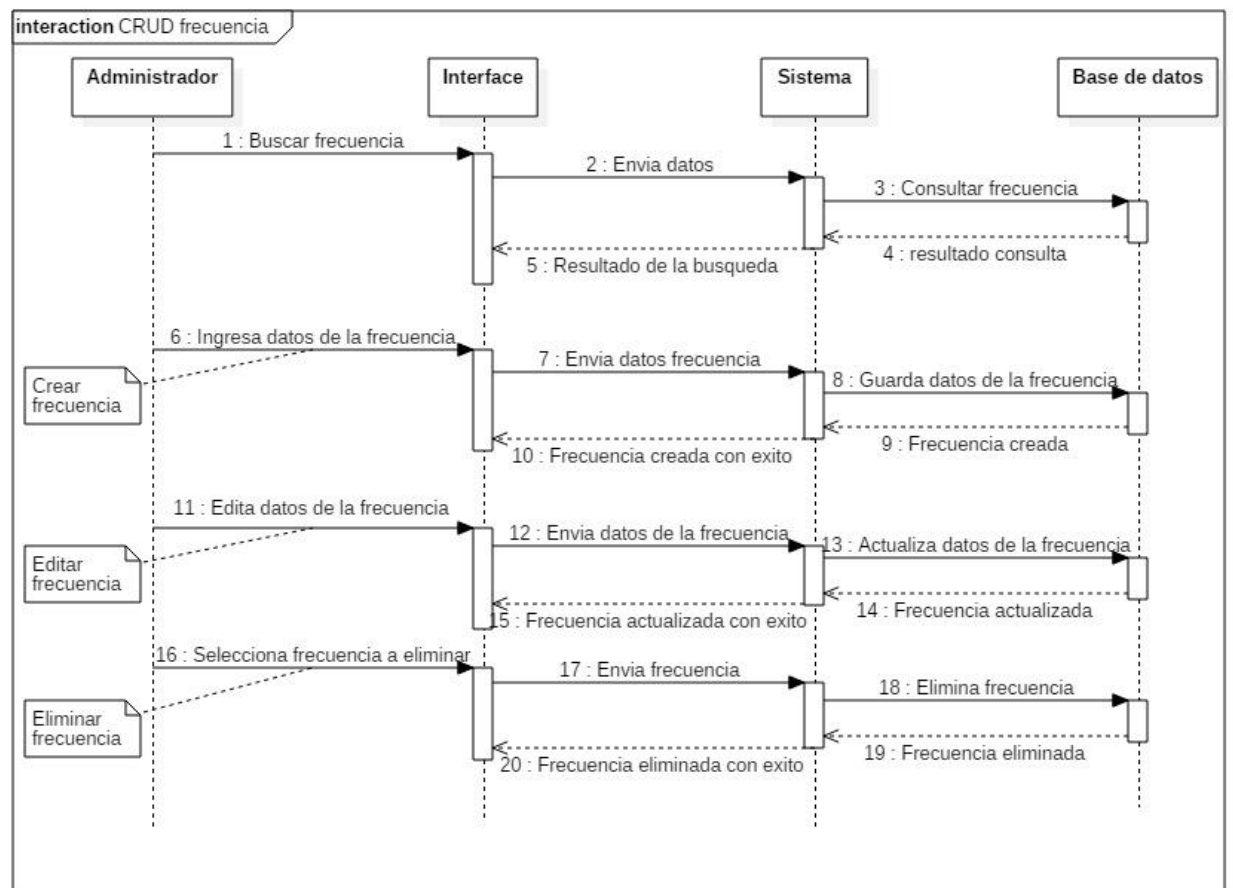 interaction CRUD frecuencia
Administrador
Interface
Sistema
Base de datos
1 : Buscar frecuencia
2 : Envia datos
3 : Consultar frecuencia
4 : resultado consulta
5 : Resultado de la busqueda
6 : Ingresa datos de la frecuencia
Crear
frecuencia
7 : Envia datos frecuencia
8 : Guarda datos de la frecuencia
9 : Frecuencia creada
10 : Frecuencia creada con exito
11 : Edita datos de la frecuencia
Editar
frecuencia
12 : Envia datos de la frecuencia
13 : Actualiza datos de la frecuencia
14 : Frecuencia actualizada
15 : Frecuencia actualizada con exito
16 : Selecciona frecuencia a eliminar
Eliminar
frecuencia
17 : Envia frecuencia
18 : Elimina frecuencia
19 : Frecuencia eliminada
20 : Frecuencia eliminada con exito